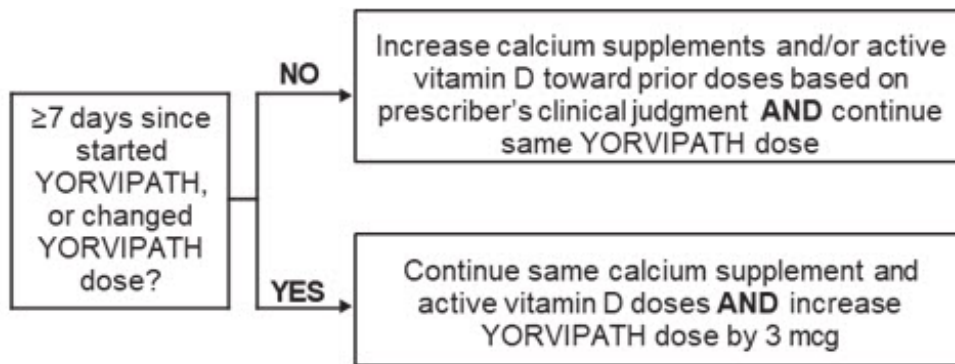 ≥7 days since
started
YORVIPATH,
or changed
YORVIPATH
dose?
NO
Increase calcium supplements and/or active
vitamin D toward prior doses based on
prescriber's clinical judgment AND continue
same YORVIPATH dose
YES
Continue same calcium supplement and
active vitamin D doses AND increase
YORVIPATH dose by 3 mcg